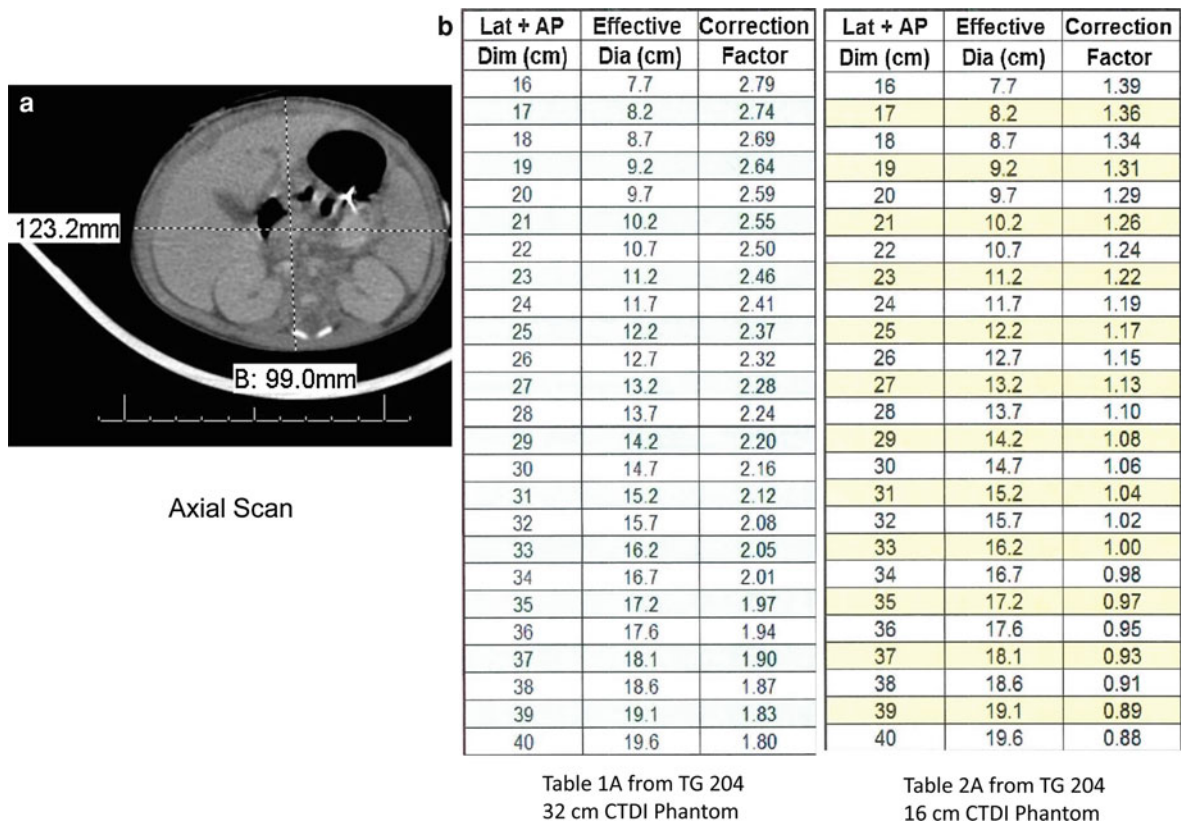 a
123.2mm
B: 99.0mm
Axial Scan
b
Lat + AP Effective Correction
Dim (cm) Dia (cm) Factor
16 7.7 2.79
17 8.2 2.74
18 8.7 2.69
19 9.2 2.64
20 9.7 2.59
21 10.2 2.55
22 10.7 2.50
23 11.2 2.46
24 11.7 2.41
25 12.2 2.37
26 12.7 2.32
27 13.2 2.28
28 13.7 2.24
29 14.2 2.20
30 14.7 2.16
31 15.2 2.12
32 15.7 2.08
33 16.2 2.05
34 16.7 2.01
35 17.2 1.97
36 17.6 1.94
37 18.1 1.90
38 18.6 1.87
39 19.1 1.83
40 19.6 1.80
Table 1A from TG 204
32 cm CTDI Phantom
Lat + AP Effective Correction
Dim (cm) Dia (cm) Factor
16 7.7 1.39
17 8.2 1.36
18 8.7 1.34
19 9.2 1.31
20 9.7 1.29
21 10.2 1.26
22 10.7 1.24
23 11.2 1.22
24 11.7 1.19
25 12.2 1.17
26 12.7 1.15
27 13.2 1.13
28 13.7 1.10
29 14.2 1.08
30 14.7 1.06
31 15.2 1.04
32 15.7 1.02
33 16.2 1.00
34 16.7 0.98
35 17.2 0.97
36 17.6 0.95
37 18.1 0.93
38 18.6 0.91
39 19.1 0.89
40 19.6 0.88
Table 2A from TG 204
16 cm CTDI Phantom